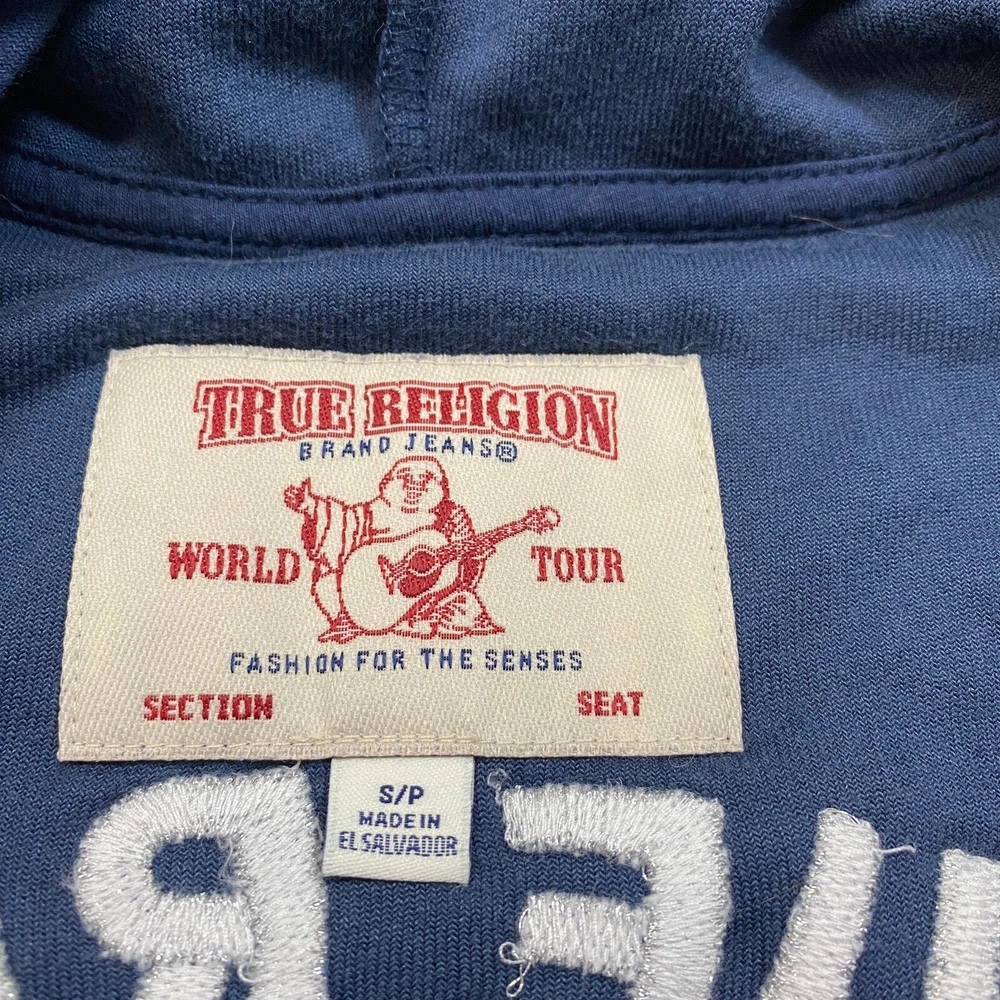 TRUE RELIGION
BRAND JEANS®
WORLD TOUR
FASHION FOR THE SENSES
SECTION SEAT
S/P
MADE IN
EL SALVADOR